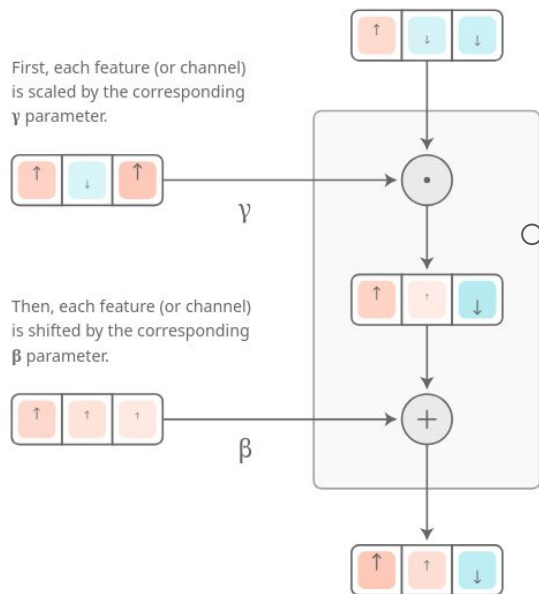 First, each feature (or channel)
is scaled by the corresponding
γ parameter.
γ
Then, each feature (or channel)
is shifted by the corresponding
β parameter.
β